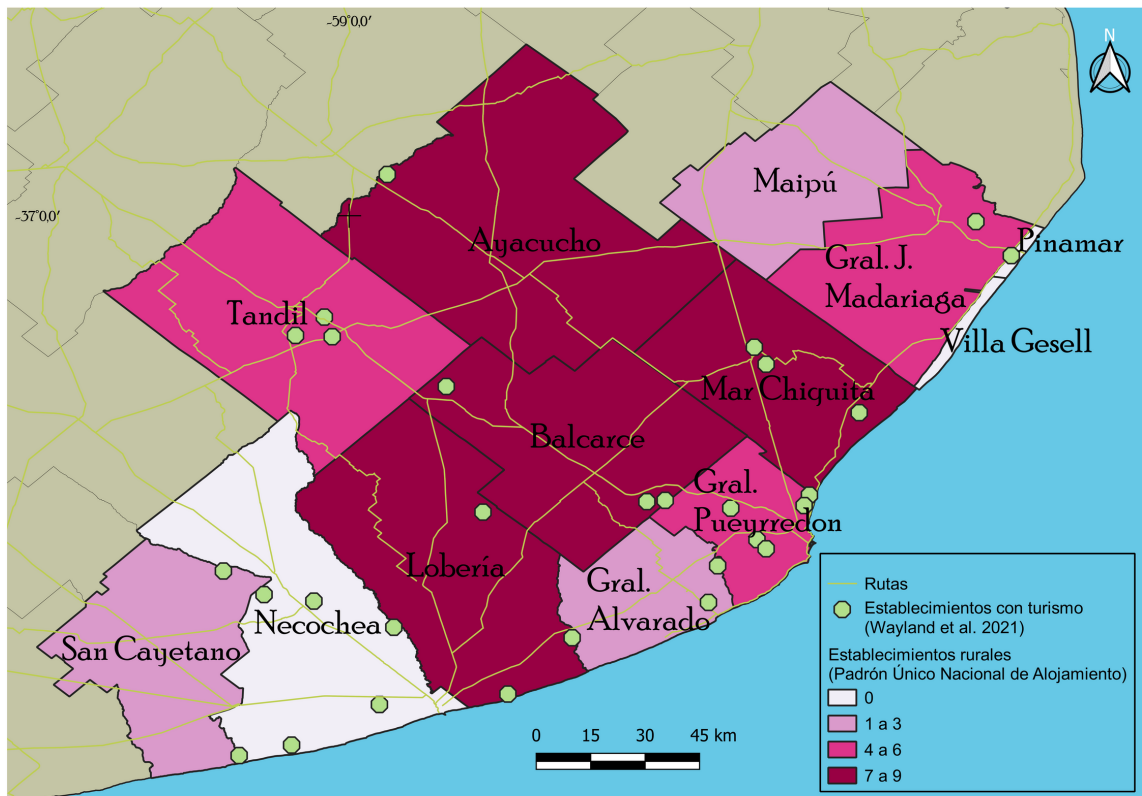 -59°0,0'
N
Maipú
-37°0,0'
Ayacucho
Pinamar
Gral. J.
Madariaga
Tandil
Villa Gesell
Mar Chiquita
Balcarce
Gral.
Pueyrredon
Lobería
Gral.
Alvarado
Necochea
San Cayetano
Rutas
Establecimientos con turismo
(Wayland et al. 2021)
Establecimientos rurales
(Padrón Único Nacional de Alojamiento)
0
1 a 3
4 a 6
7 a 9
0 15 30 45 km